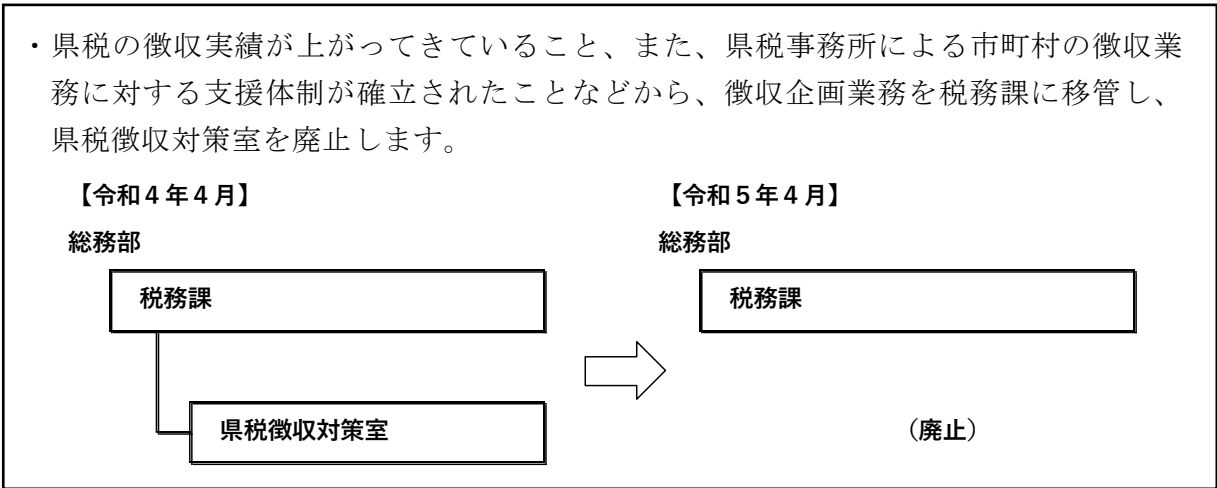 ・県税の徴収実績が上がってきていること、また、県税事務所による市町村の徴収業
務に対する支援体制が確立されたことなどから、徴収企画業務を税務課に移管し、
県税徴収対策室を廃止します。
【令和４年４月】
【令和５年４月】
総務部
総務部
税務課
税務課
県税徴収対策室
（廃止）